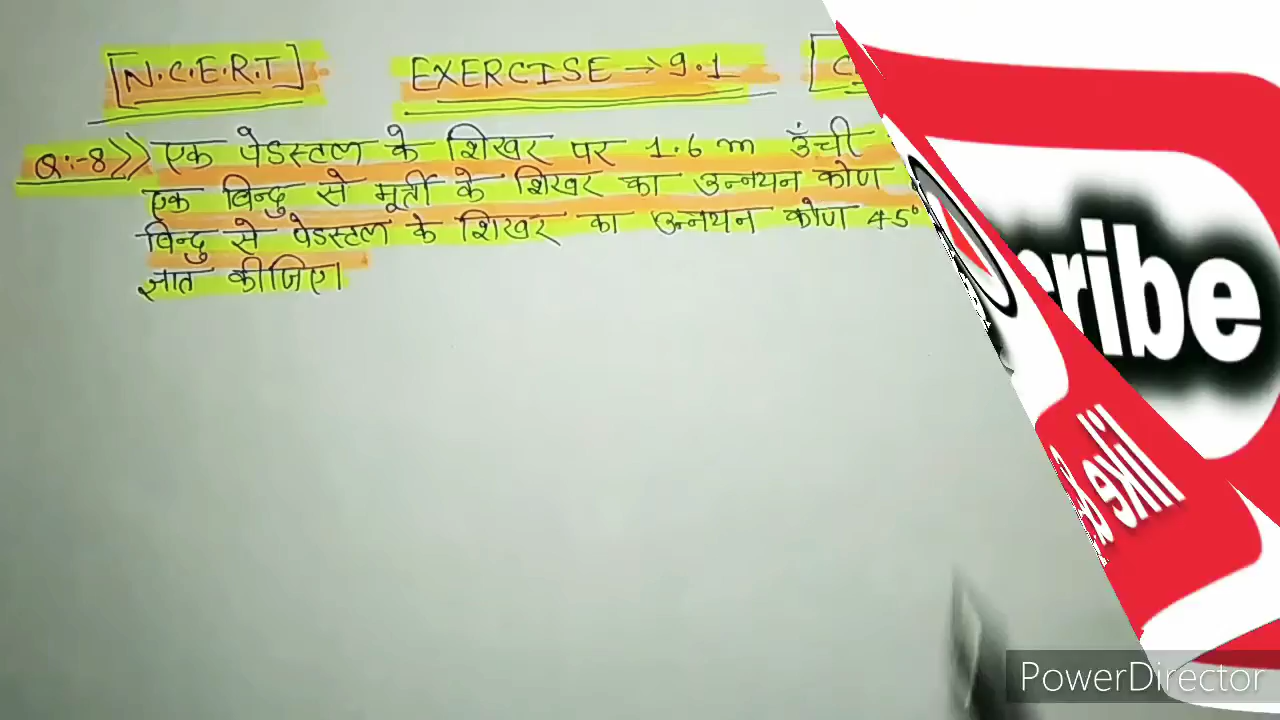 [N.C.E.R.T] EXERCISE → 9.1 [C
Q:-8>> एक पेडस्टल के शिखर पर 1.6 m उँची
एक विन्दु से मूर्ती के शिखर का उन्नयन कोण
विन्दु से पेडस्टल के शिखर का उन्नयन कोण 45°
ज्ञात कीजिए।
ribe
like
PowerDirector